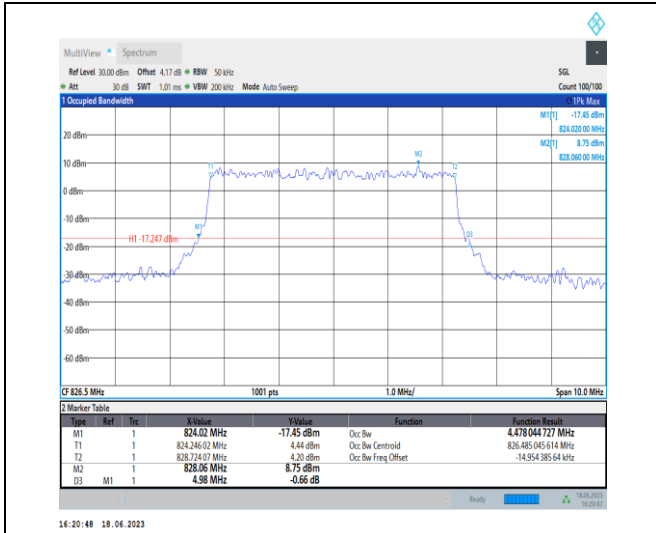 MultiView Spectrum
Ref Level 30.00 dBm Offset 4.17 dB RBW 50 kHz SGL
Att 30 dB SWT 1.01 ms VBW 200 kHz Mode Auto Sweep Count 100/100
1 Occupied Bandwidth 1Pk Max
M1[1] -17.45 dBm
824.020 00 MHz
M2[1] 8.75 dBm
828.060 00 MHz
20 dBm
10 dBm
0 dBm
-10 dBm
-30 dBm
-40 dBm
-50 dBm
-60 dBm
T1
M2
T2
M1
D3
H1 -17.247 dBm
CF 826.5 MHz 1001 pts 1.0 MHz/ Span 10.0 MHz
2 Marker Table
Type Ref Trc X-Value Y-Value Function Function Result
M1 1 824.02 MHz -17.45 dBm Occ Bw 4.478 044 727 MHz
T1 1 824.246 02 MHz 4.44 dBm Occ Bw Centroid 826.485 045 614 MHz
T2 1 828.724 07 MHz 4.20 dBm Occ Bw Freq Offset -14.954 385 64 kHz
M2 1 828.06 MHz 8.75 dBm
D3 M1 1 4.98 MHz -0.66 dB
Ready 18.06.2023
16:20:47
16:20:48 18.06.2023